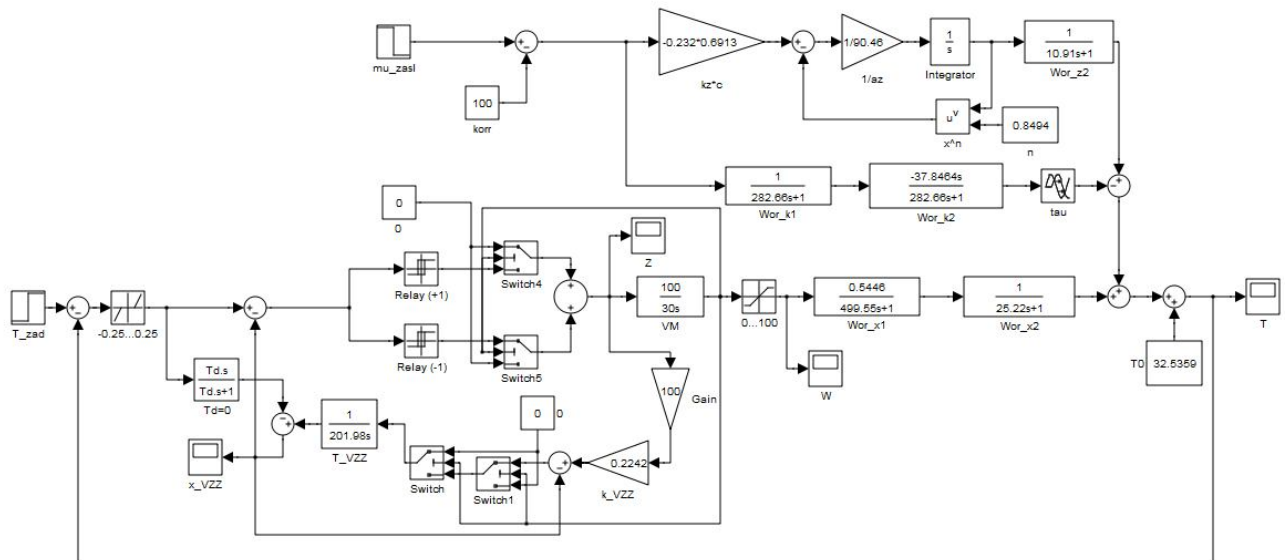 mu_zasl
100
korr
-0.232*0.6913
kz*c
1/90.46
1/az
1
s
Integrator
1
10.91s+1
Wor_z2
u^v
x^n
0.8494
n
1
282.66s+1
Wor_k1
-37.8464s
282.66s+1
Wor_k2
tau
0
0
Relay (+1)
Switch4
Z
T_zad
-0.25...0.25
Relay (-1)
Switch5
100
30s
VM
0...100
0.5446
499.55s+1
Wor_x1
1
25.22s+1
Wor_x2
T
T0
32.5359
W
100
Gain
Td.s
Td.s+1
Td=0
1
201.98s
T_VZZ
0
0
x_VZZ
Switch
Switch1
0.2242
k_VZZ